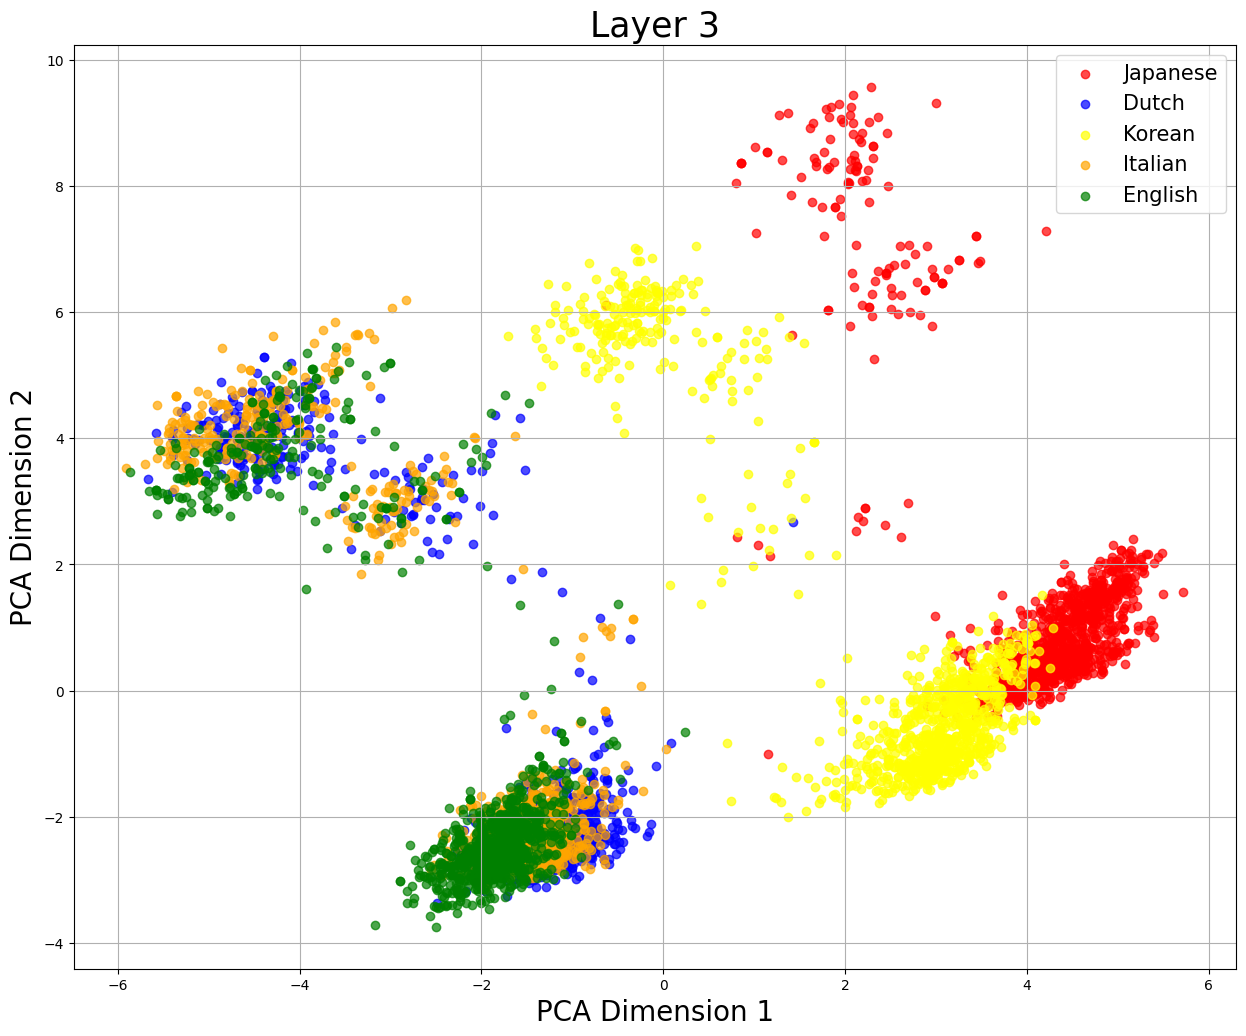 Layer 3
Japanese
Dutch
Korean
Italian
English
PCA Dimension 2
10
8
6
4
2
0
−2
−4
−6
−4
−2
0
2
4
6
PCA Dimension 1